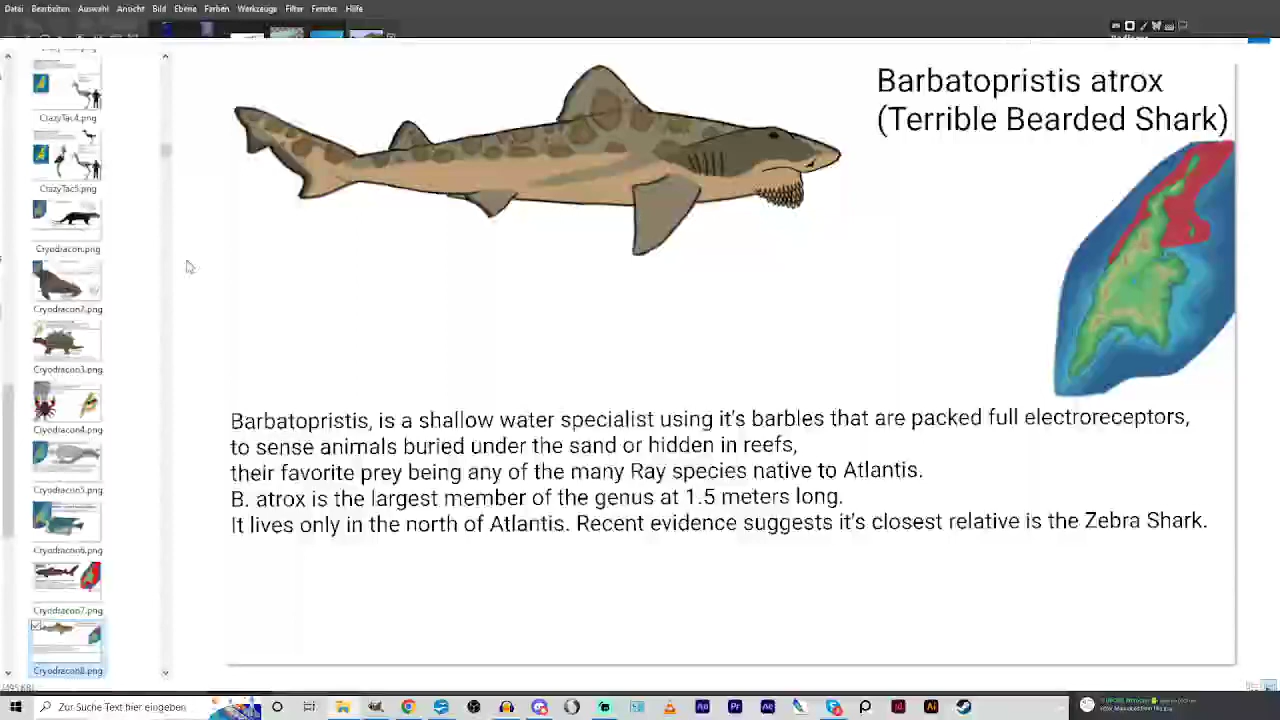 Datei Bearbeiten Auswahl Ansicht Bild Ebene Farben Werkzeuge Filter Fenster Hilfe
CrazyTac4.png
CrazyTac5.png
Cryodracon.png
Cryodracon2.png
Cryodracon3.png
Cryodracon4.png
Cryodracon5.png
Cryodracon6.png
Cryodracon7.png
Cryodracon8.png
Barbatopristis atrox
(Terrible Bearded Shark)
Barbatopristis, is a shallow water specialist using it's barbles that are packed full electroreceptors,
to sense animals buried under the sand or hidden in reefs,
their favorite prey being any of the many Ray species native to Atlantis.
B. atrox is the largest member of the genus at 1.5 meters long.
It lives only in the north of Atlantis. Recent evidence suggests it's closest relative is the Zebra Shark.
Zur Suche Text hier eingeben
Ao Pr Ae Id Ai